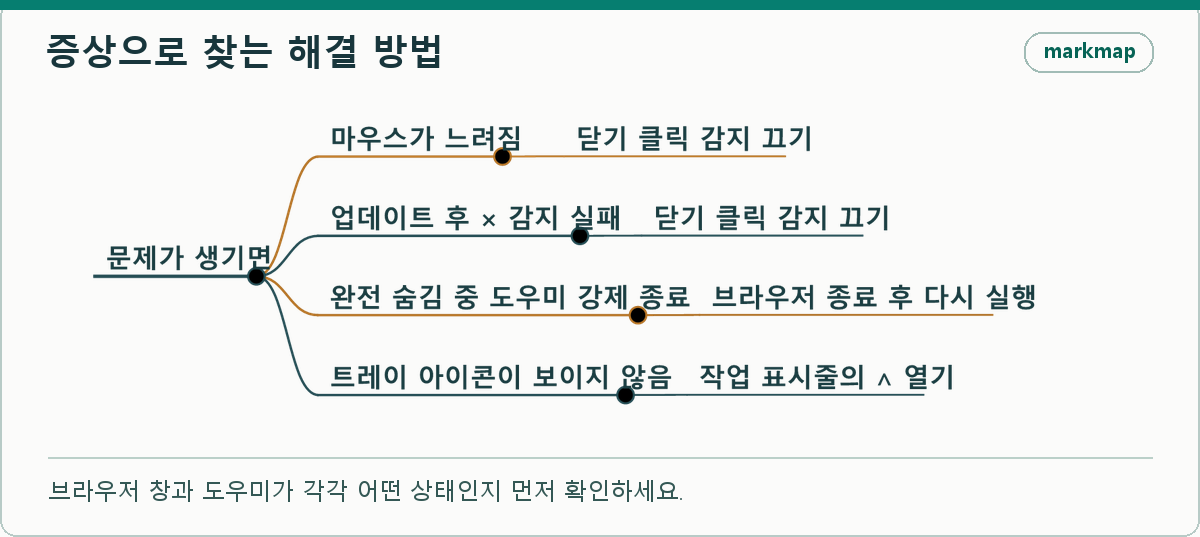 증상으로 찾는 해결 방법
markmap
마우스가 느려짐 닫기 클릭 감지 끄기
업데이트 후 × 감지 실패 닫기 클릭 감지 끄기
문제가 생기면
완전 숨김 중 도우미 강제 종료 브라우저 종료 후 다시 실행
트레이 아이콘이 보이지 않음 작업 표시줄의 ∧ 열기
브라우저 창과 도우미가 각각 어떤 상태인지 먼저 확인하세요.